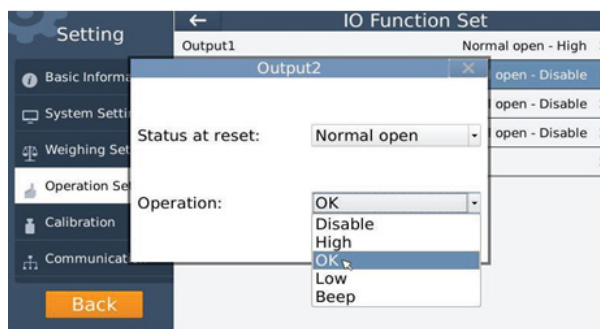 Setting
Basic Informa
System Setti
Weighing Set
Operation Se
Calibration
Communicat
Back
IO Function Set
Output1 Normal open - High
open - Disable
open - Disable
open - Disable
Output2
Status at reset: Normal open
Operation: OK
Disable
High
OK
Low
Beep